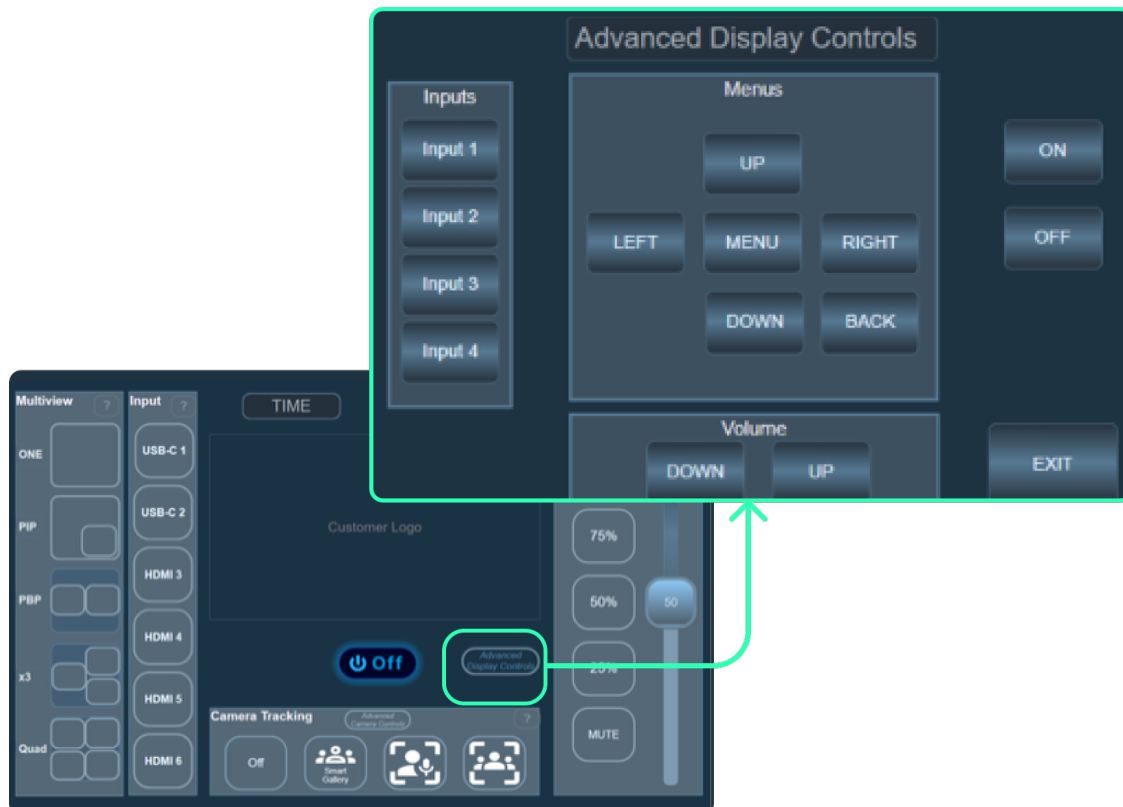 Advanced Display Controls
Inputs
Input 1
Input 2
Input 3
Input 4
Menus
UP
LEFT
MENU
RIGHT
DOWN
BACK
ON
OFF
Volume
DOWN
UP
EXIT
Multiview
?
ONE
PIP
PBP
x3
Quad
Input
?
USB-C 1
USB-C 2
HDMI 3
HDMI 4
HDMI 5
HDMI 6
TIME
Customer Logo
Off
Advanced
Display Controls
Camera Tracking
Advanced
Camera Controls
?
Off
Smart
Gallery
75%
50%
25%
MUTE
50